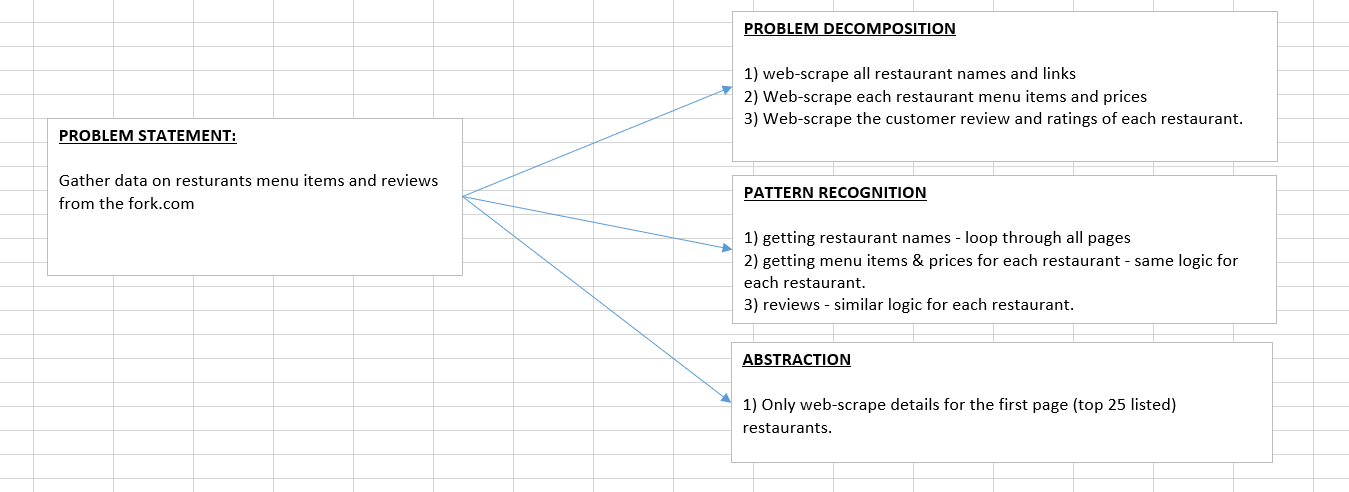 PROBLEM STATEMENT:
Gather data on resturants menu items and reviews
from the fork.com
PROBLEM DECOMPOSITION
1) web-scrape all restaurant names and links
2) Web-scrape each restaurant menu items and prices
3) Web-scrape the customer review and ratings of each restaurant.
PATTERN RECOGNITION
1) getting restaurant names - loop through all pages
2) getting menu items & prices for each restaurant - same logic for
each restaurant.
3) reviews - similar logic for each restaurant.
ABSTRACTION
1) Only web-scrape details for the first page (top 25 listed)
restaurants.